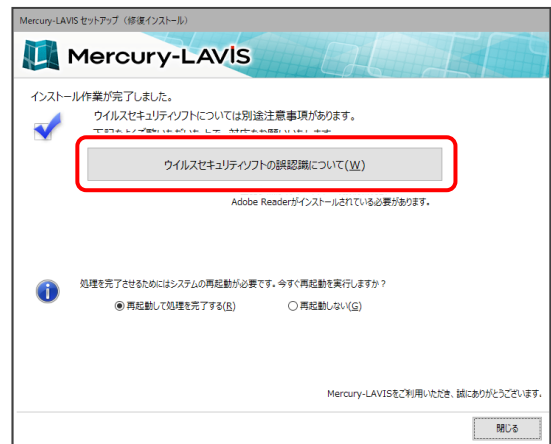 Mercury-LAVIS セットアップ（修復インストール）
Mercury-LAVIS
インストール作業が完了しました。
ウイルスセキュリティソフトについては別途注意事項があります。
ウイルスセキュリティソフトの誤認識について(W)
Adobe Readerがインストールされている必要があります。
処理を完了させるためにはシステムの再起動が必要です。今すぐ再起動を実行しますか？
再起動して処理を完了する(R) 再起動しない(G)
Mercury-LAVISをご利用いただき、誠にありがとうございます。
閉じる